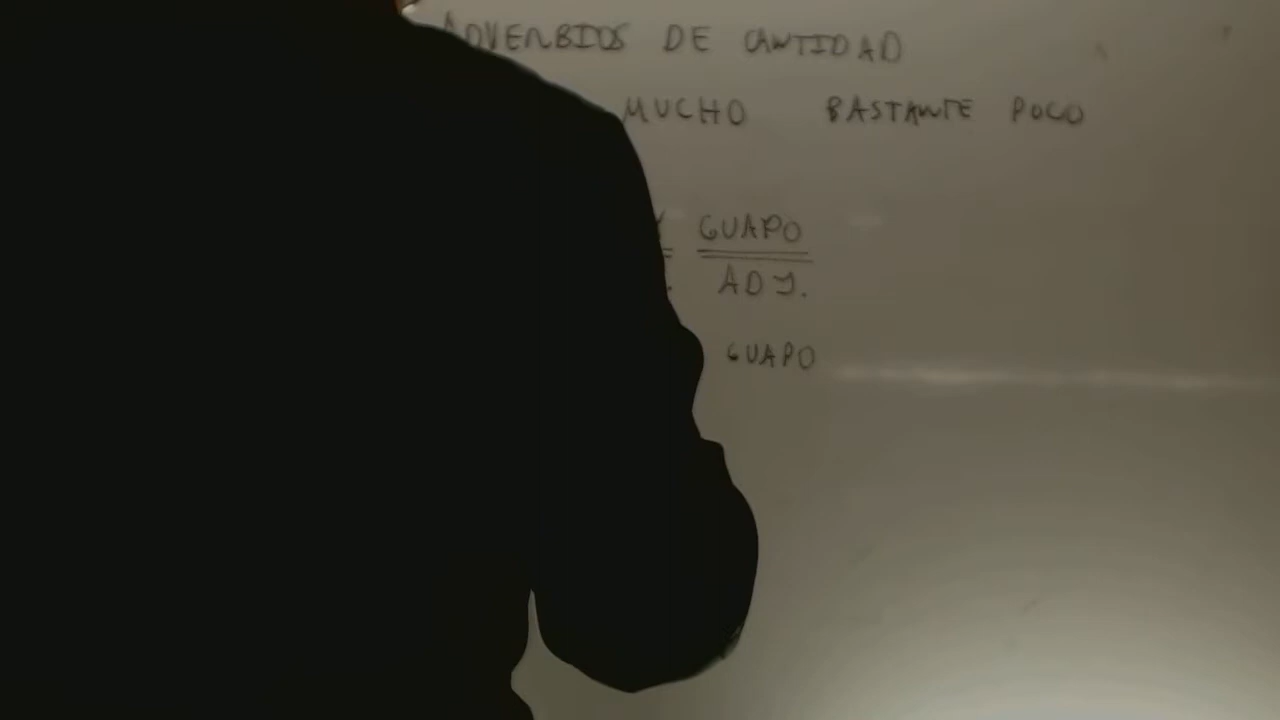 ADVERBIOS DE CANTIDAD
MUCHO BASTANTE POCO
GUAPO
ADJ.
GUAPO